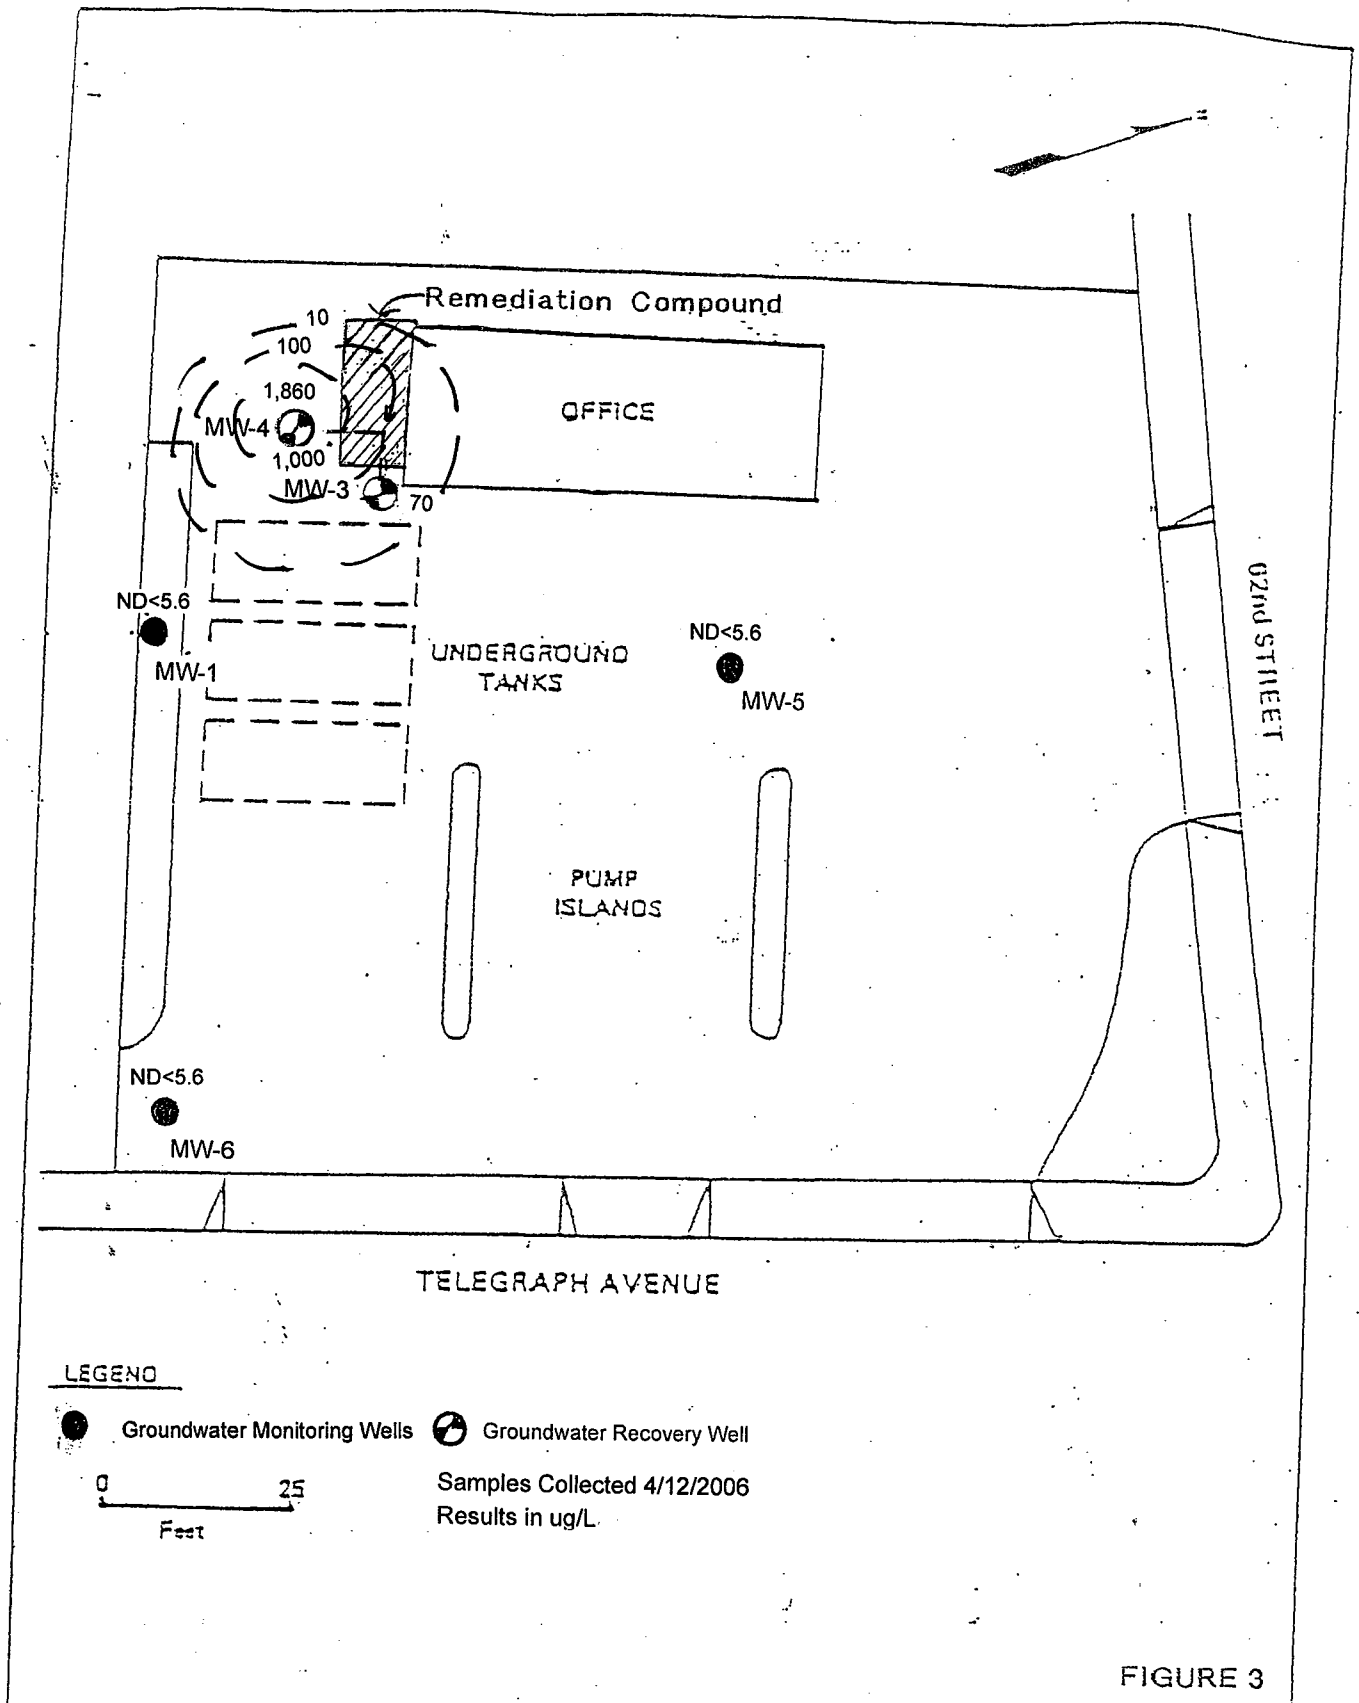 Remediation Compound
10
100
1,860
OFFICE
MW-4
1,000
MW-3
70
ND<5.6
MW-1
UNDERGROUND
TANKS
ND<5.6
MW-5
62nd STREET
PUMP
ISLANDS
ND<5.6
MW-6
TELEGRAPH AVENUE
LEGEND
Groundwater Monitoring Wells
Groundwater Recovery Well
0 25
Feet
Samples Collected 4/12/2006
Results in ug/L
FIGURE 3